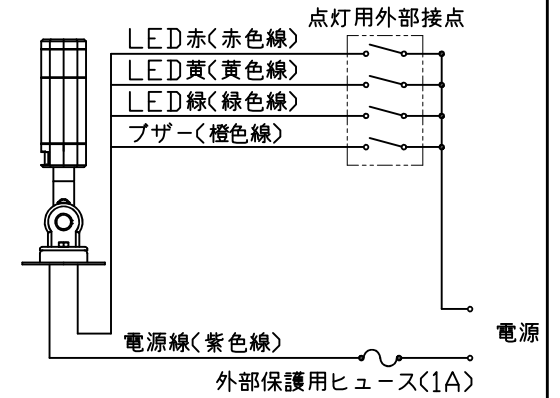 点灯用外部接点
LED赤(赤色線)
LED黄(黄色線)
LED緑(緑色線)
ブザー(橙色線)
電源
電源線(紫色線)
外部保護用ヒューズ(1A)